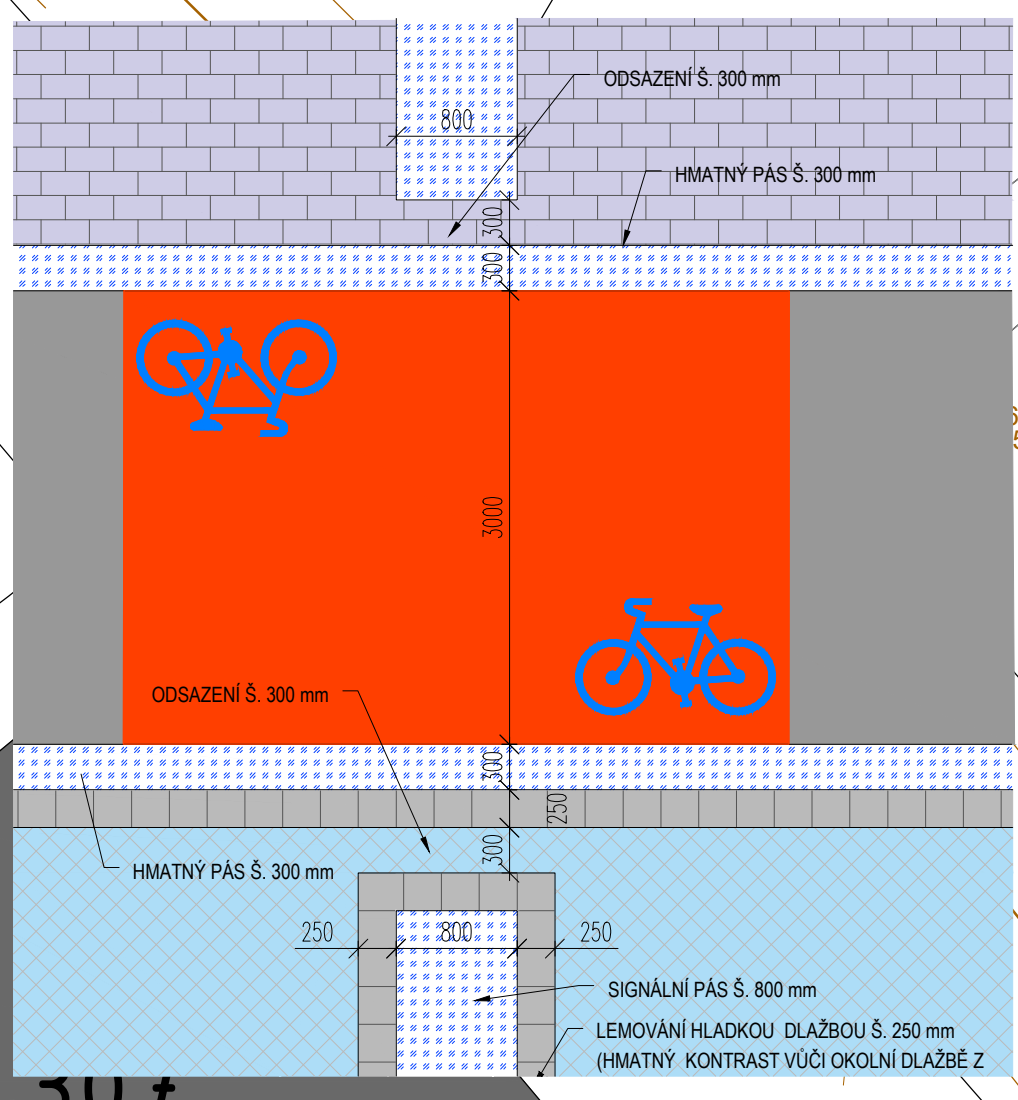 ODSAZENÍ Š. 300 mm
800
HMATNÝ PÁS Š. 300 mm
300
300
3000
ODSAZENÍ Š. 300 mm
300
250
300
HMATNÝ PÁS Š. 300 mm
250
800
250
SIGNÁLNÍ PÁS Š. 800 mm
LEMOVÁNÍ HLADKOU DLAŽBOU Š. 250 mm
(HMATNÝ KONTRAST VŮČI OKOLNÍ DLAŽBĚ Z